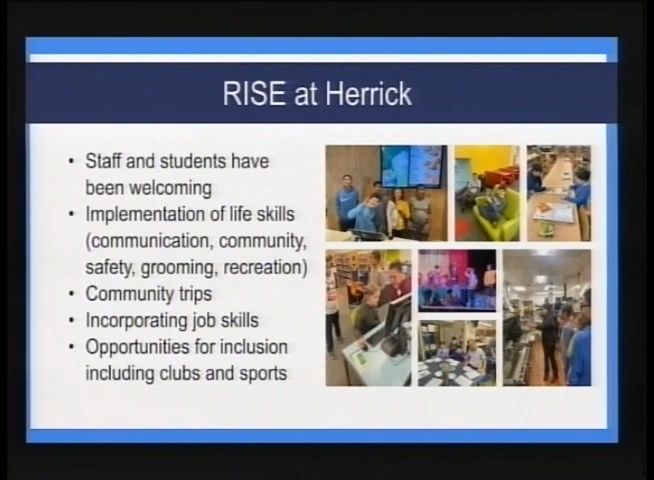 RISE at Herrick
• Staff and students have
been welcoming
• Implementation of life skills
(communication, community,
safety, grooming, recreation)
• Community trips
• Incorporating job skills
• Opportunities for inclusion
including clubs and sports